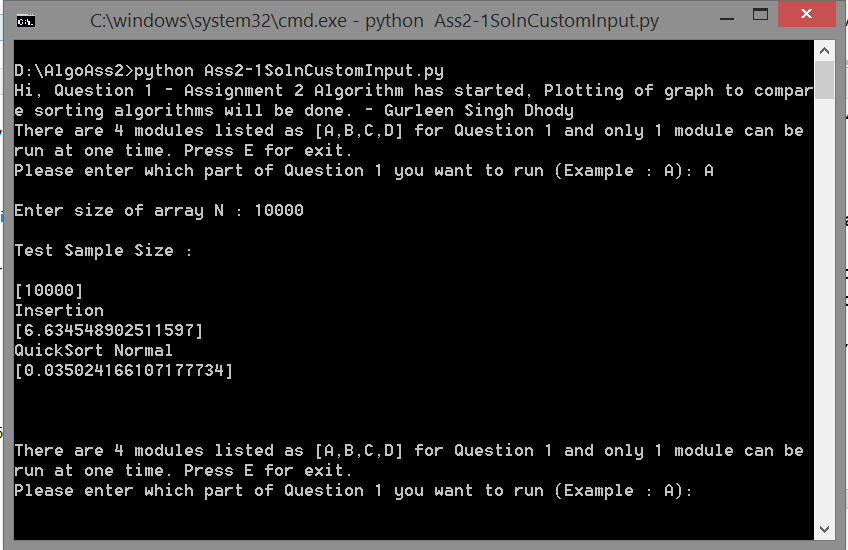 C:\windows\system32\cmd.exe - python  Ass2-1SolnCustomInput.py
D:\AlgoAss2>python Ass2-1SolnCustomInput.py
Hi, Question 1 - Assignment 2 Algorithm has started, Plotting of graph to compar
e sorting algorithms will be done. - Gurleen Singh Dhody
There are 4 modules listed as [A,B,C,D] for Question 1 and only 1 module can be
run at one time. Press E for exit.
Please enter which part of Question 1 you want to run (Example : A): A
Enter size of array N : 10000
Test Sample Size :
[10000]
Insertion
[6.634548902511597]
QuickSort Normal
[0.035024166107177734]
There are 4 modules listed as [A,B,C,D] for Question 1 and only 1 module can be
run at one time. Press E for exit.
Please enter which part of Question 1 you want to run (Example : A):